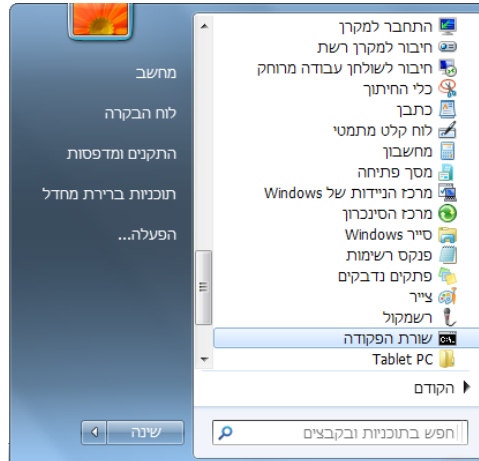 התחבר למקרן
חיבור למקרן רשת
חיבור לשולחן עבודה מרוחק
כלי החיתוך
כתבן
לוח קלט מתמטי
מחשבון
מסך פתיחה
מרכז הניידות של Windows
מרכז הסינכרון
סייר Windows
פנקס רשימות
פתקים נדבקים
צייר
רשמקול
שורת הפקודה
Tablet PC
הקודם
חפש בתוכניות ובקבצים
מחשב
לוח הבקרה
התקנים ומדפסות
תוכניות ברירת מחדל
הפעלה...
שינה